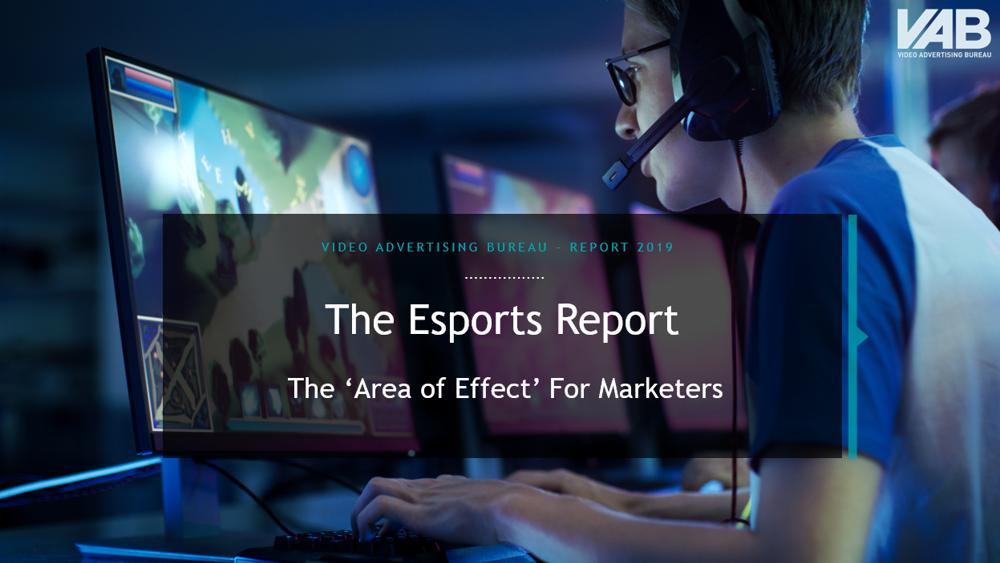 VAB
VIDEO ADVERTISING BUREAU
VIDEO ADVERTISING BUREAU - REPORT 2019
The Esports Report
The ‘Area of Effect’ For Marketers